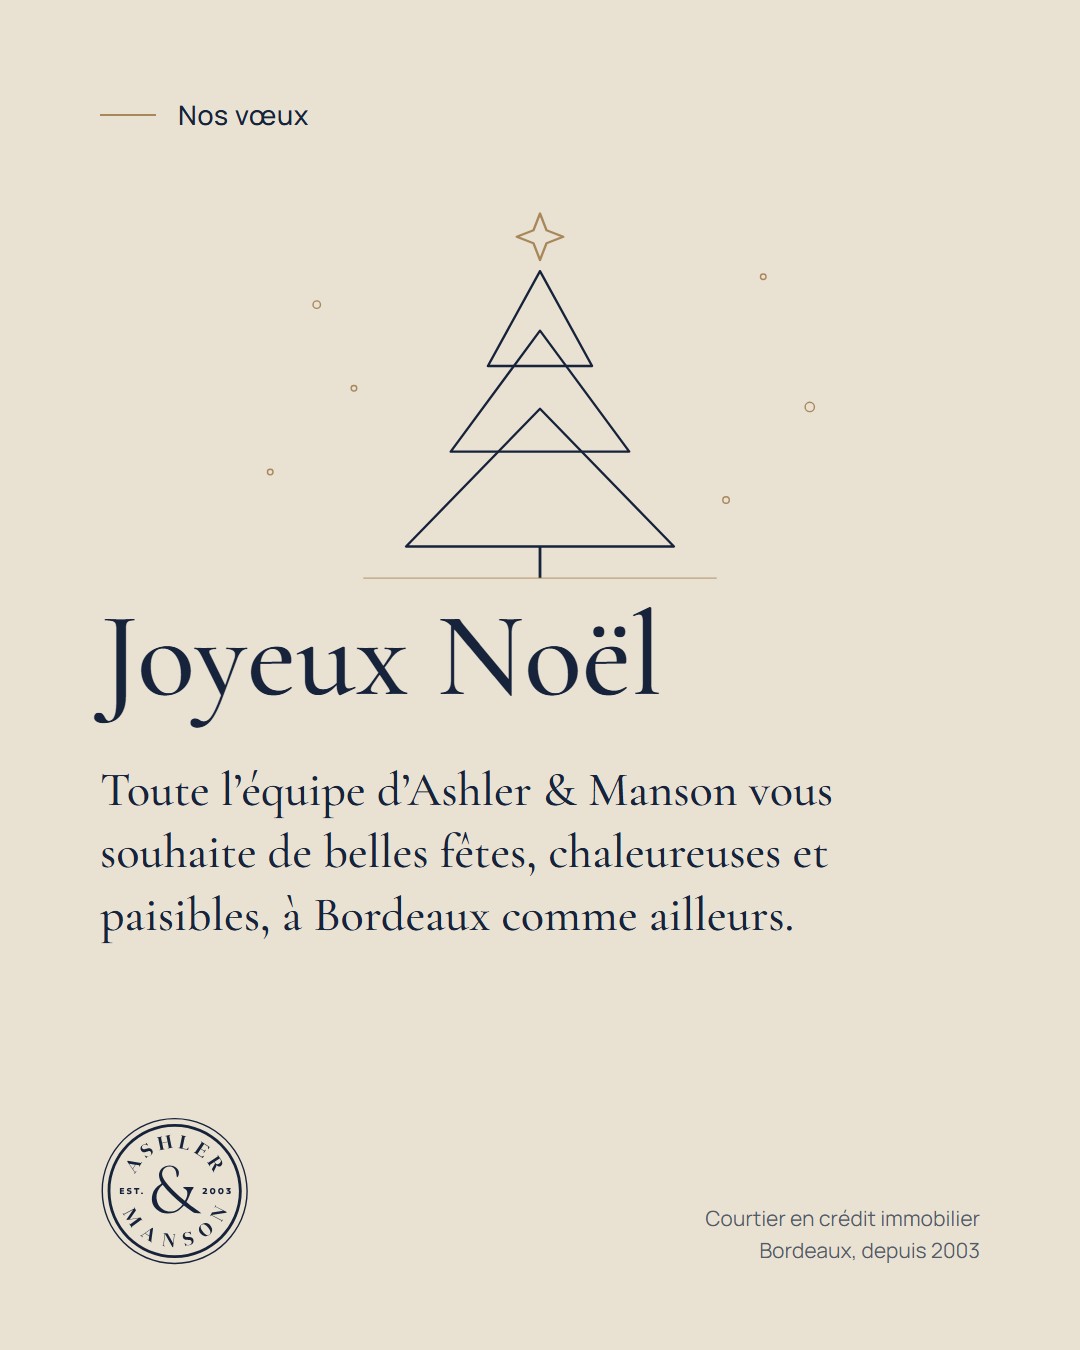 Nos vœux
Joyeux Noël
Toute l’équipe d’Ashler & Manson vous
souhaite de belles fêtes, chaleureuses et
paisibles, à Bordeaux comme ailleurs.
ASHLER
EST. & 2003
MANSON
Courtier en crédit immobilier
Bordeaux, depuis 2003